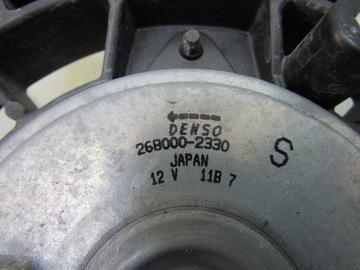 DENSO
268000-2330
JAPAN
12 V 11B 7
S